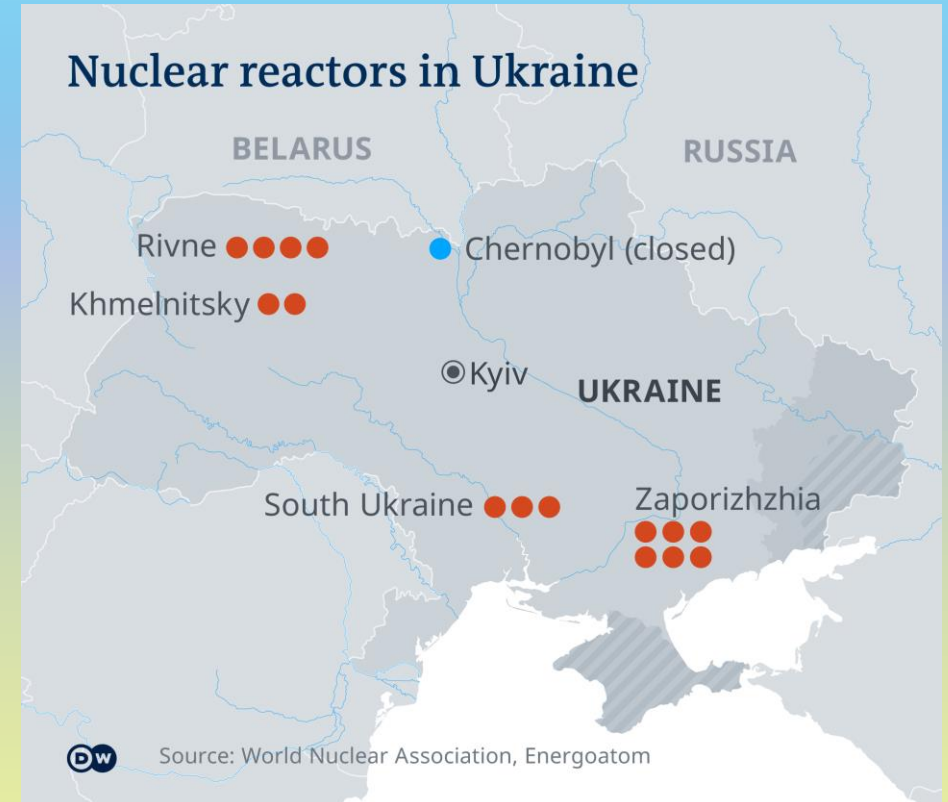 Nuclear reactors in Ukraine
BELARUS
RUSSIA
Rivne
Chernobyl (closed)
Khmelnitsky
Kyiv
UKRAINE
South Ukraine
Zaporizhzhia
DW
Source: World Nuclear Association, Energoatom